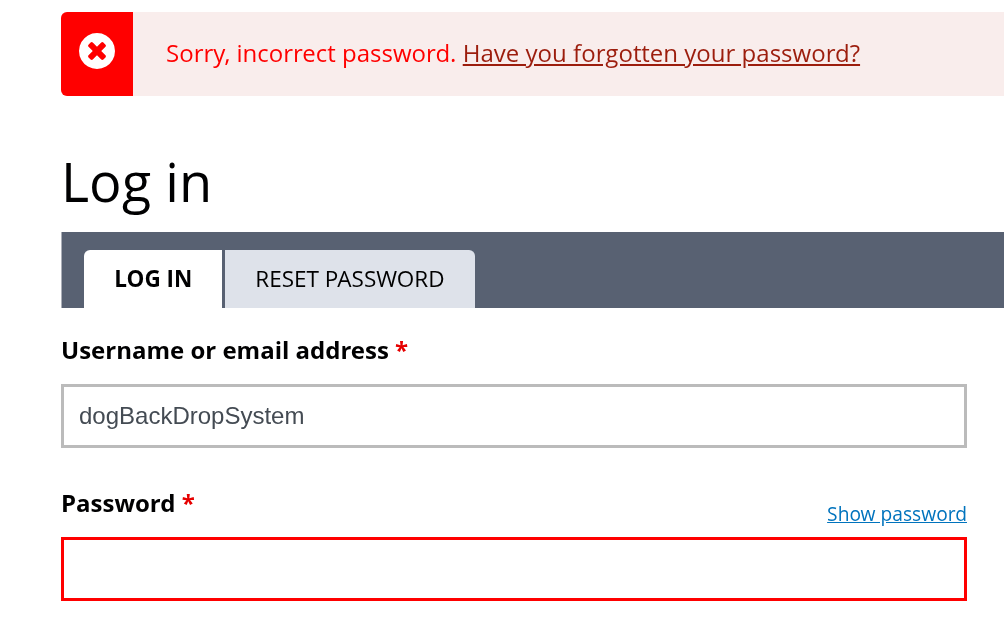 Sorry, incorrect password. Have you forgotten your password?
Log in
LOG IN
RESET PASSWORD
Username or email address *
dogBackDropSystem
Password *
Show password